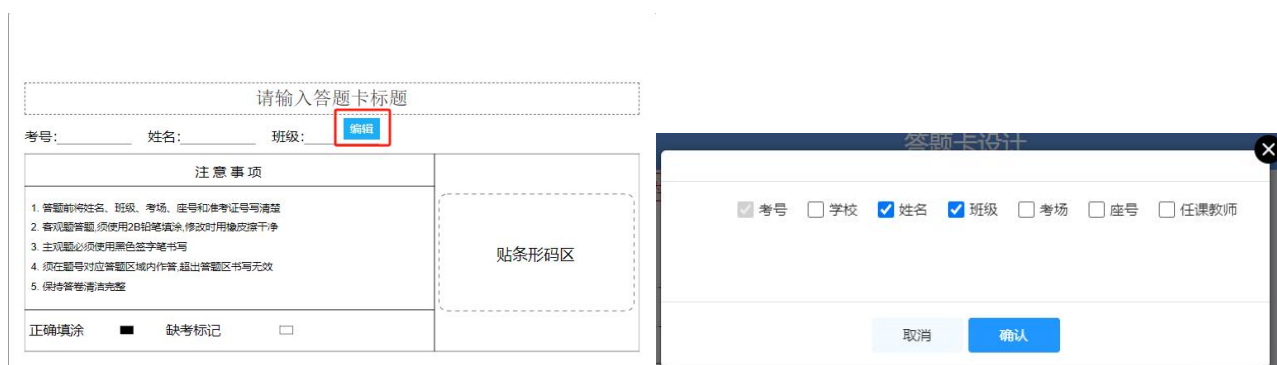 请输入答题卡标题
考号: 姓名: 班级: 编辑
注意事项
1. 答题前将姓名、班级、考场、座号和准考证号写清楚
2. 客观题答题,须使用2B铅笔填涂,修改时用橡皮擦干净
3. 主观题必须使用黑色签字笔书写
4. 须在题号对应答题区域内作答,超出答题区书写无效
5. 保持答卷清洁完整
贴条形码区
正确填涂 缺考标记
答题卡设计
考号 学校 姓名 班级 考场 座号 任课教师
取消 确认